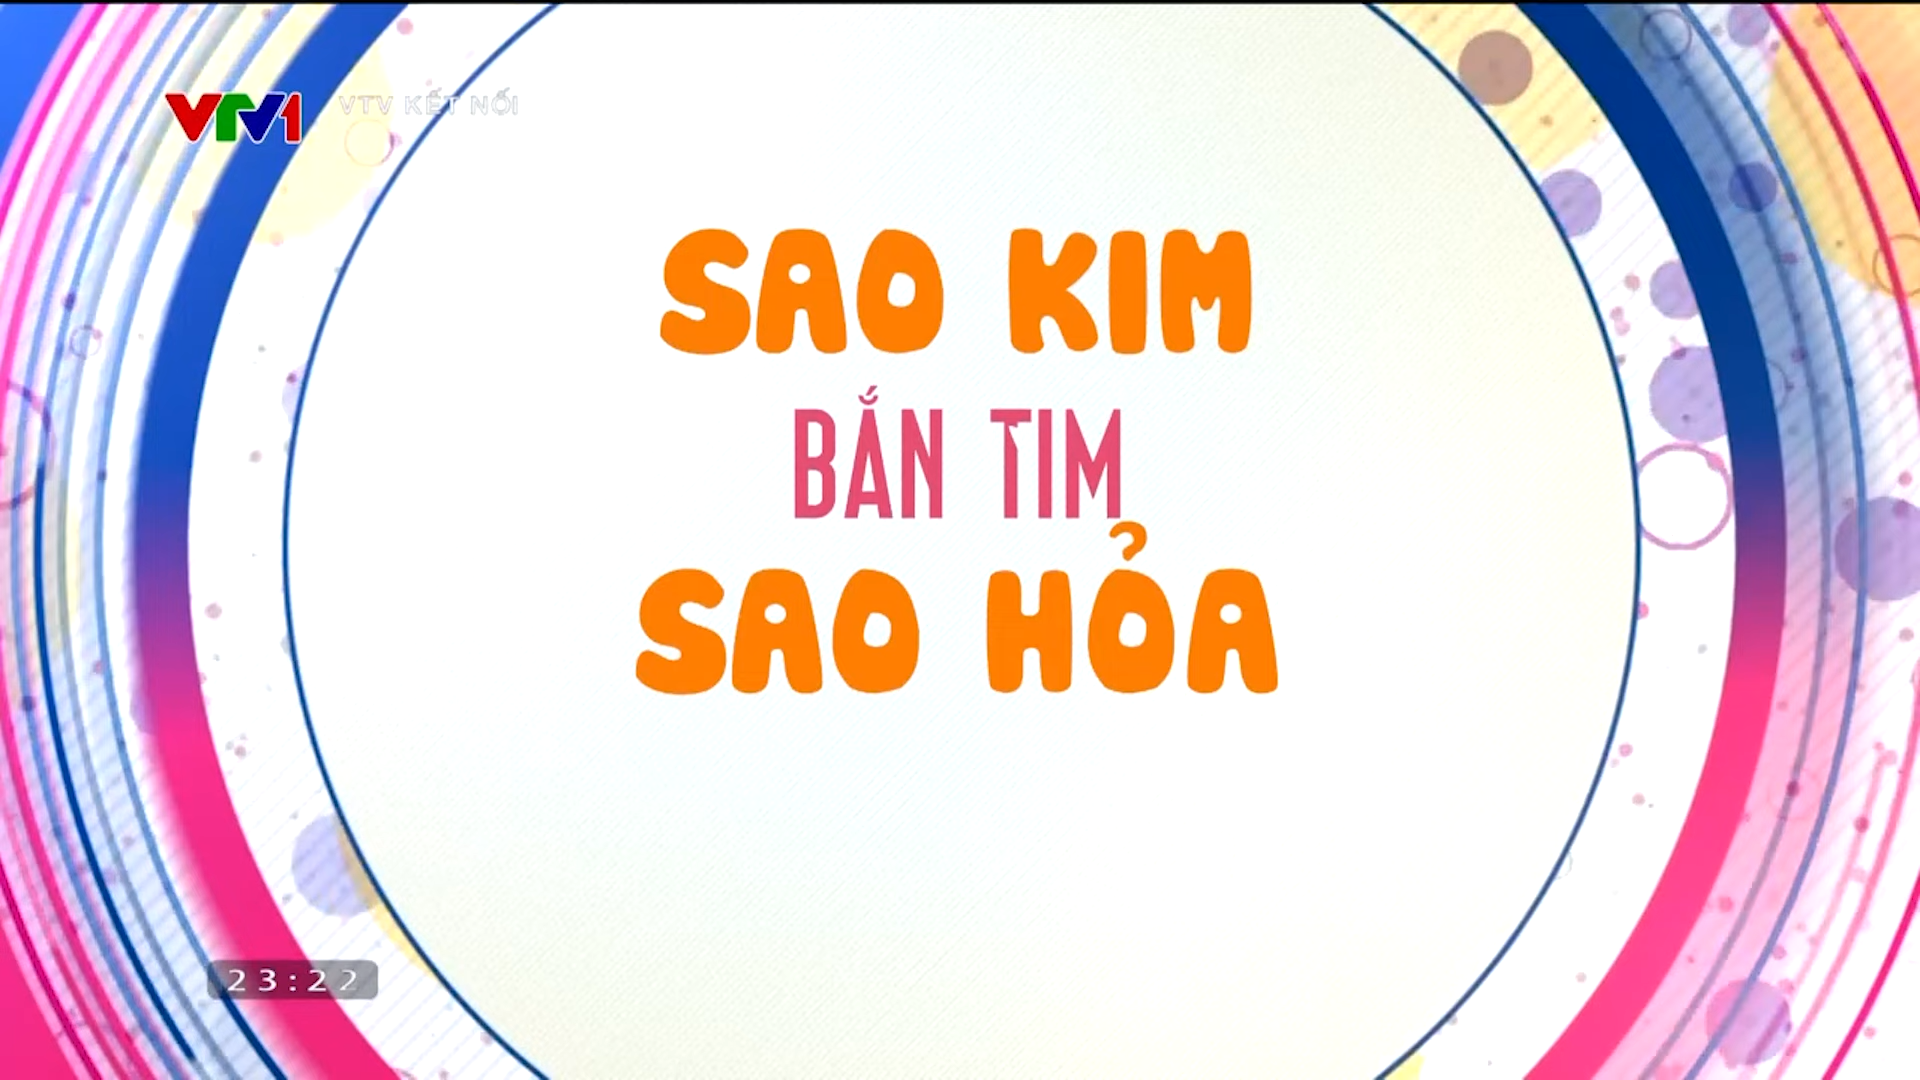 VTV1 VTV KẾT NỐI
SAO KIM
BẮN TIM
SAO HỎA
23:22